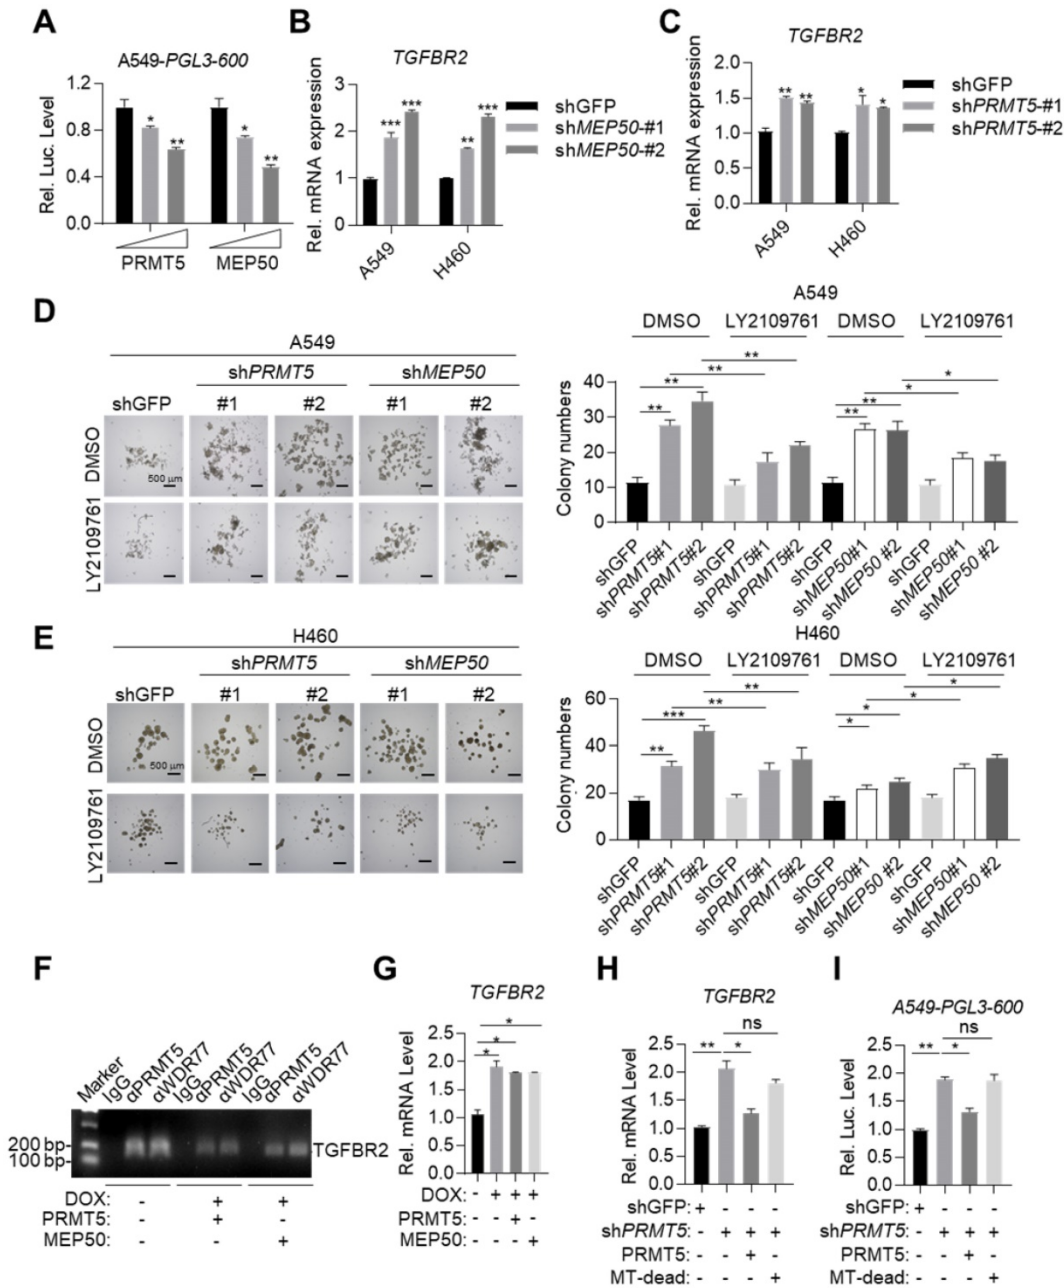 A
A549-PGL3-600
Rel. Luc. Level
1.2
0.8
0.4
0.0
* ** * **
PRMT5 MEP50
B
TGFBR2
Rel. mRNA expression
3
2
1
0
*** *** ** ***
A549 H460
shGFP
shMEP50-#1
shMEP50-#2
C
TGFBR2
Rel. mRNA expression
2.0
1.5
1.0
0.5
0.0
** ** * *
A549 H460
shGFP
shPRMT5-#1
shPRMT5-#2
D
A549
shPRMT5 shMEP50
shGFP #1 #2 #1 #2
DMSO
500 µm
LY2109761
A549
DMSO LY2109761 DMSO LY2109761
Colony numbers
40
30
20
10
0
** ** ** ** ** ** * *
shGFP shPRMT5#1 shPRMT5#2 shGFP shPRMT5#1 shPRMT5#2 shGFP shMEP50#1 shMEP50 #2 shGFP shMEP50#1 shMEP50 #2
E
H460
shPRMT5 shMEP50
shGFP #1 #2 #1 #2
DMSO
500 µm
LY2109761
H460
DMSO LY2109761 DMSO LY2109761
Colony numbers
60
40
20
0
** *** ** ** * * * *
shGFP shPRMT5#1 shPRMT5#2 shGFP shPRMT5#1 shPRMT5#2 shGFP shMEP50#1 shMEP50 #2 shGFP shMEP50#1 shMEP50 #2
F
Marker IgG αPRMT5 αWDR77 IgG αPRMT5 αWDR77 IgG αPRMT5 αWDR77
200 bp-
100 bp-
-TGFBR2
DOX: - + +
PRMT5: - +
MEP50: - +
G
TGFBR2
Rel. mRNA Level
2.5
2.0
1.5
1.0
0.5
0.0
* * *
DOX: - + + +
PRMT5: - - + -
MEP50: - - - +
H
TGFBR2
Rel. mRNA Level
2.5
2.0
1.5
1.0
0.5
0.0
ns
** *
shGFP: + - - -
shPRMT5: - + + +
PRMT5: - - + -
MT-dead: - - - +
I
A549-PGL3-600
Rel. Luc. Level
2.5
2.0
1.5
1.0
0.5
0.0
ns
** *
shGFP: + - - -
shPRMT5: - + + +
PRMT5: - - + -
MT-dead: - - - +